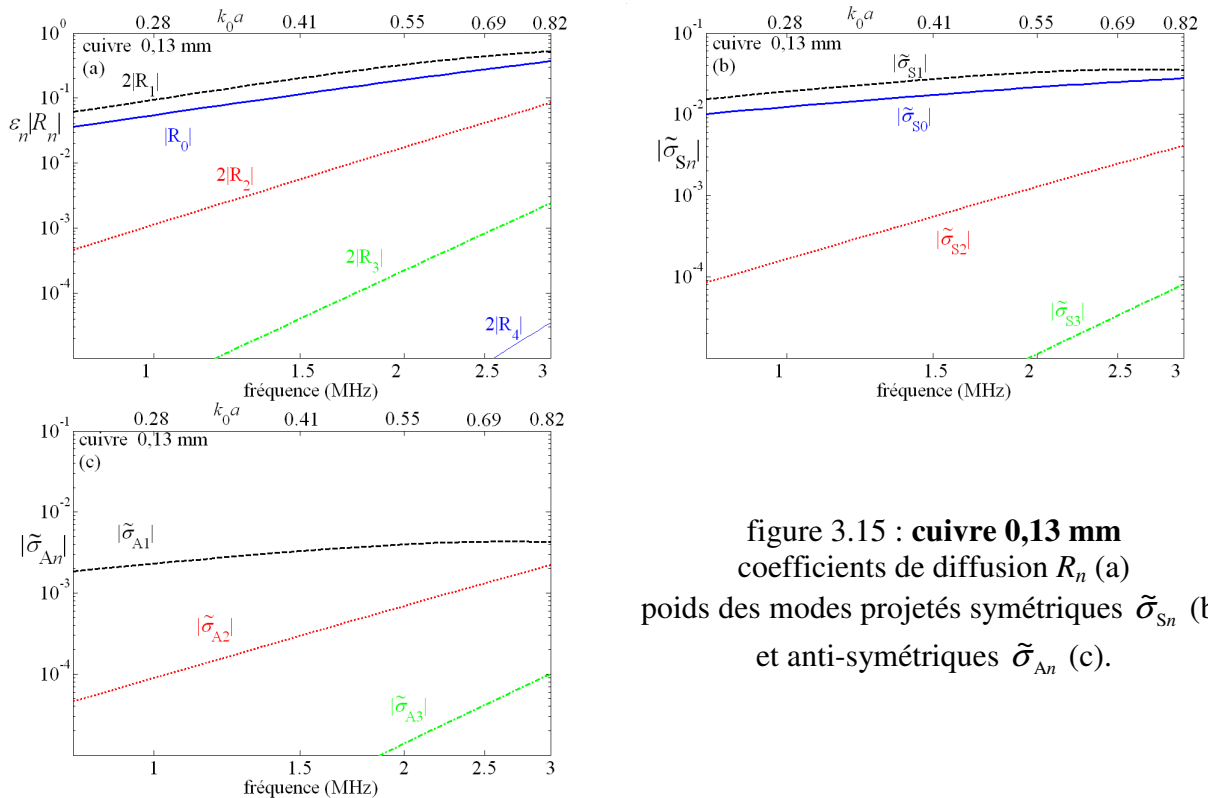 0.28 k₀a 0.41 0.55 0.69 0.82
10⁰
cuivre 0,13 mm
(a)
2|R₁|
10⁻¹
εₙ|Rₙ|
|R₀|
10⁻²
2|R₂|
10⁻³
2|R₃|
10⁻⁴
2|R₄|
1 1.5 2 2.5 3
fréquence (MHz)
0.28 k₀a 0.41 0.55 0.69 0.82
10⁻¹
cuivre 0,13 mm
(b)
|σ̃S1|
10⁻²
|σ̃S0|
|σ̃Sn|
10⁻³
|σ̃S2|
10⁻⁴
|σ̃S3|
1 1.5 2 2.5 3
fréquence (MHz)
0.28 k₀a 0.41 0.55 0.69 0.82
10⁻¹
cuivre 0,13 mm
(c)
10⁻²
|σ̃An|
|σ̃A1|
10⁻³
|σ̃A2|
10⁻⁴
|σ̃A3|
1 1.5 2 2.5 3
fréquence (MHz)
figure 3.15 : cuivre 0,13 mm
coefficients de diffusion Rₙ (a)
poids des modes projetés symétriques σ̃Sn (b
et anti-symétriques σ̃An (c).